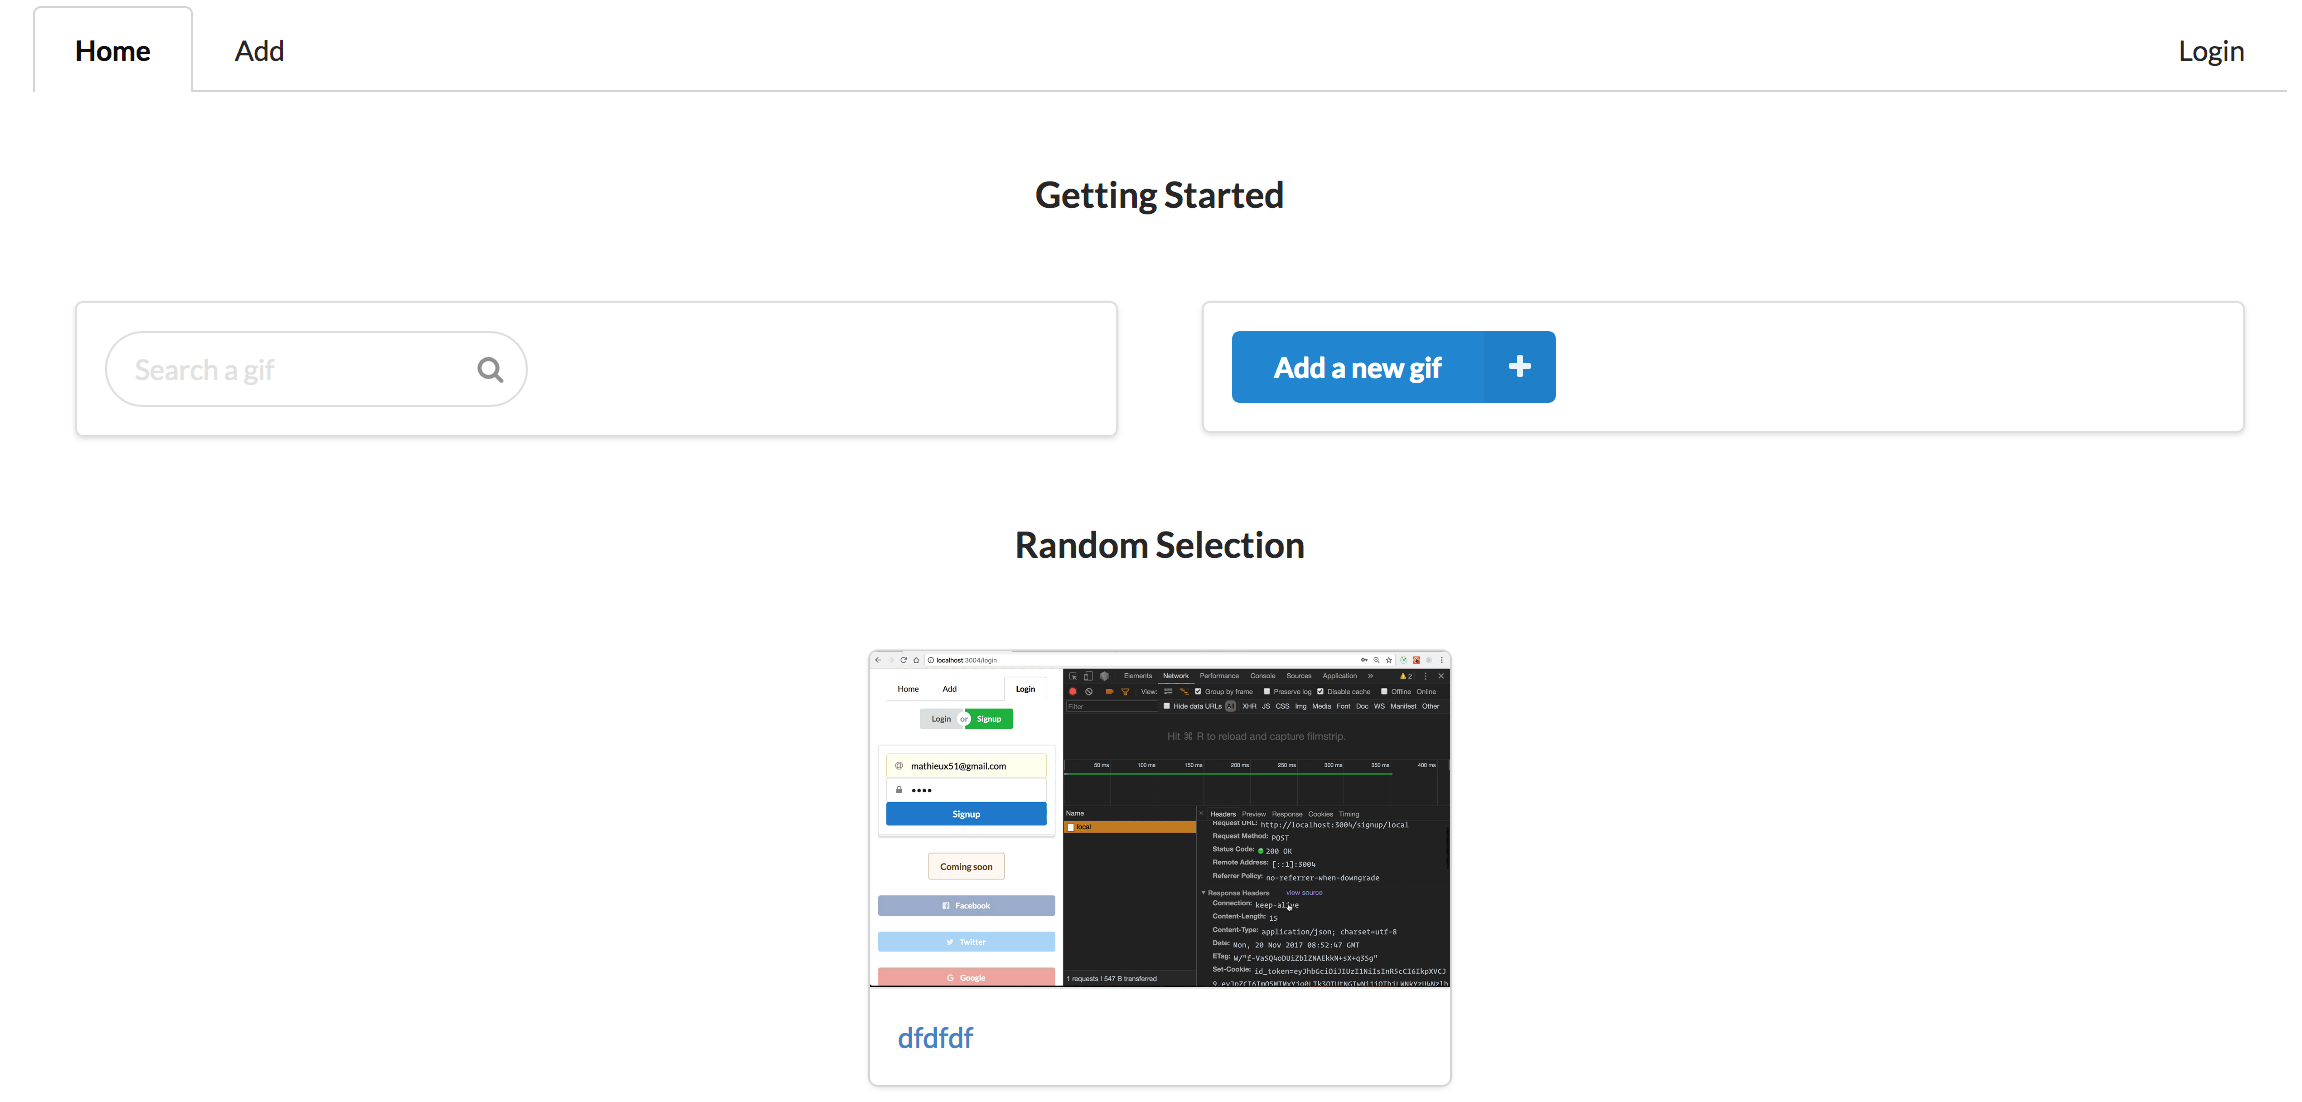 Home Add Login
Getting Started
Search a gif
Add a new gif
Random Selection
localhost:3004/login
Home Add Login
Login or Signup
@ mathieux51@gmail.com
••••
Signup
Coming soon
Facebook
Twitter
Google
Elements Network Performance Console Sources Application » 2
View: Group by frame Preserve log Disable cache Offline Online
Filter Hide data URLs All XHR JS CSS Img Media Font Doc WS Manifest Other
Hit ⌘ R to reload and capture filmstrip.
50 ms 100 ms 150 ms 200 ms 250 ms 300 ms 350 ms 400 ms
Name
local
1 requests | 547 B transferred
Headers Preview Response Cookies Timing
Request URL: http://localhost:3004/signup/local
Request Method: POST
Status Code: 200 OK
Remote Address: [::1]:3004
Referrer Policy: no-referrer-when-downgrade
Response Headers view source
Connection: keep-alive
Content-Length: 15
Content-Type: application/json; charset=utf-8
Date: Mon, 20 Nov 2017 08:52:47 GMT
ETag:
Set-Cookie:
dfdfdf